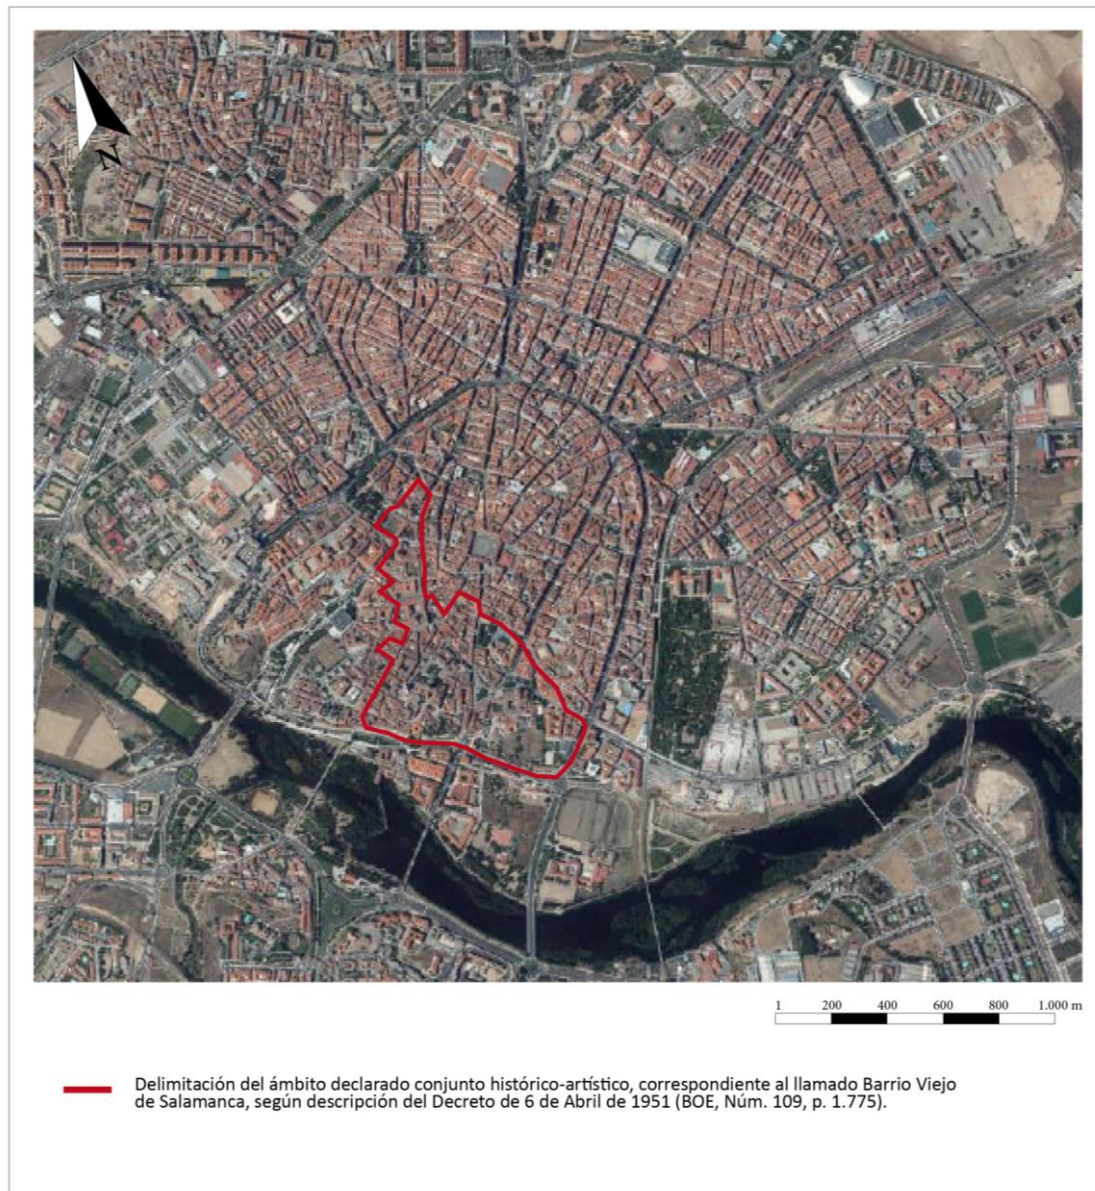 N
1 200 400 600 800 1.000 m
Delimitación del ámbito declarado conjunto histórico-artístico, correspondiente al llamado Barrio Viejo
de Salamanca, según descripción del Decreto de 6 de Abril de 1951 (BOE, Núm. 109, p. 1.775).